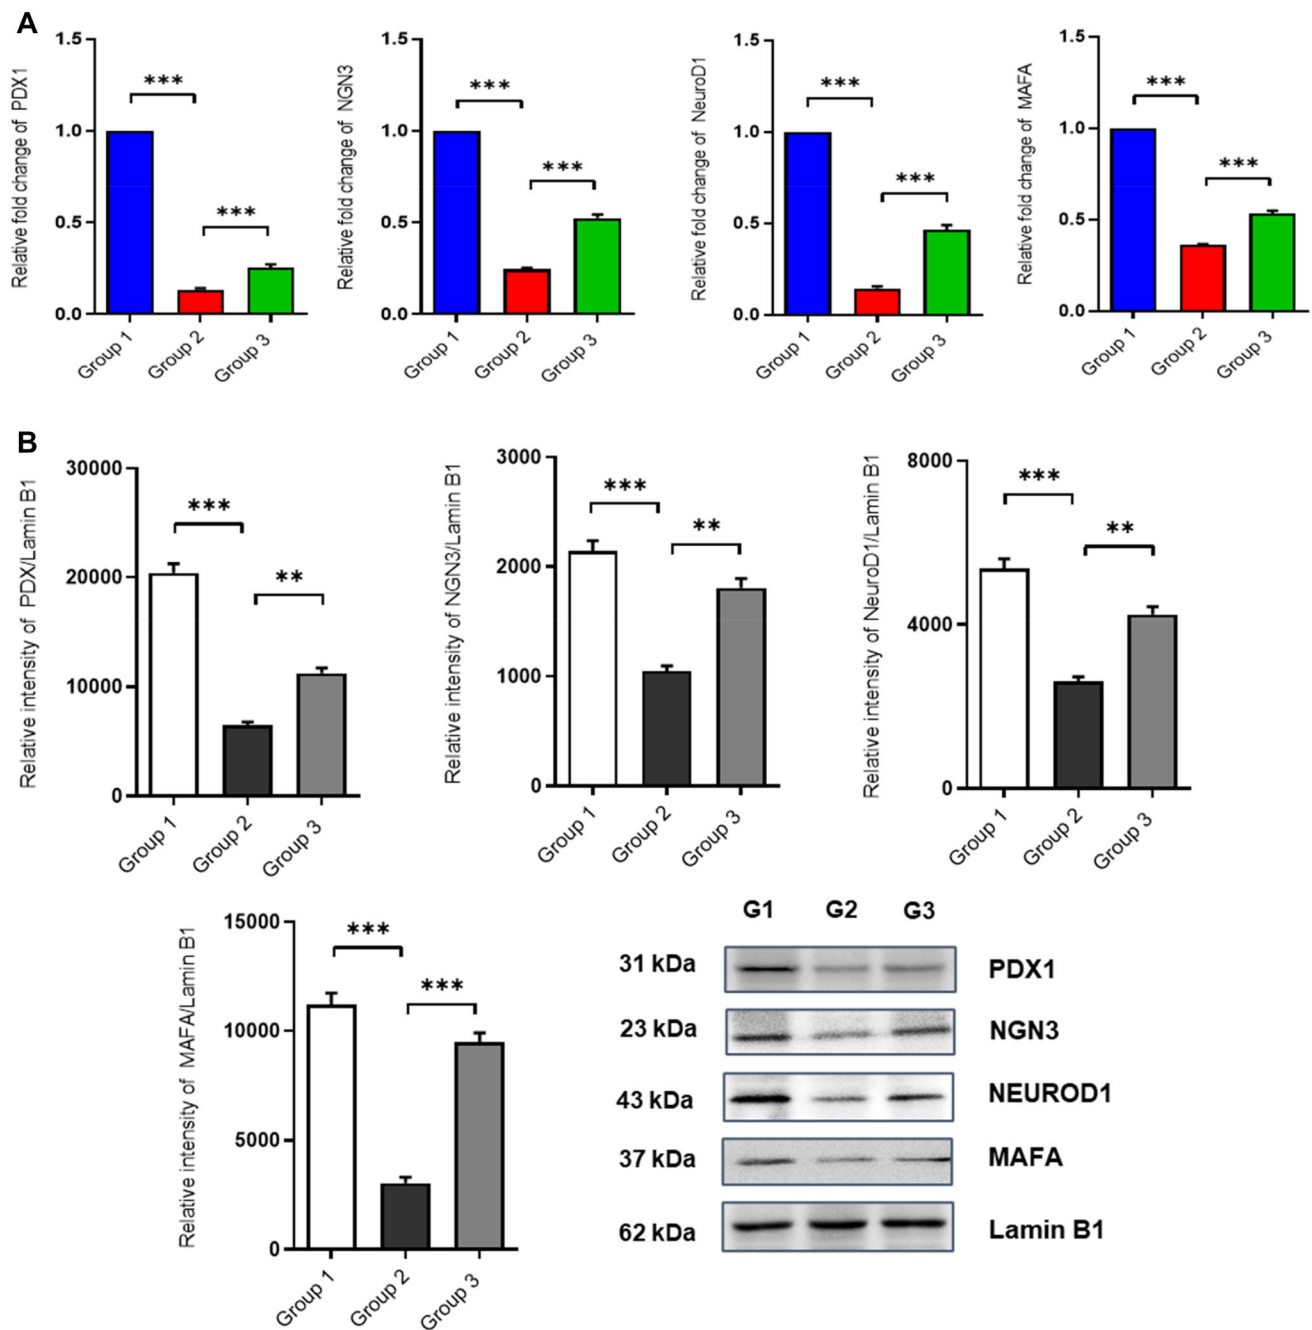 A
Relative fold change of PDX1
1.5
1.0
0.5
0.0
***
***
Group 1
Group 2
Group 3
Relative fold change of NGN3
1.5
1.0
0.5
0.0
***
***
Group 1
Group 2
Group 3
Relative fold change of NeuroD1
1.5
1.0
0.5
0.0
***
***
Group 1
Group 2
Group 3
Relative fold change of MAFA
1.5
1.0
0.5
0.0
***
***
Group 1
Group 2
Group 3
B
Relative intensity of PDX/Lamin B1
30000
20000
10000
0
***
**
Group 1
Group 2
Group 3
Relative intensity of NGN3/Lamin B1
3000
2000
1000
0
***
**
Group 1
Group 2
Group 3
Relative intensity of NeuroD1/Lamin B1
8000
4000
0
***
**
Group 1
Group 2
Group 3
Relative intensity of MAFA/Lamin B1
15000
10000
5000
0
***
***
Group 1
Group 2
Group 3
G1 G2 G3
31 kDa PDX1
23 kDa NGN3
43 kDa NEUROD1
37 kDa MAFA
62 kDa Lamin B1